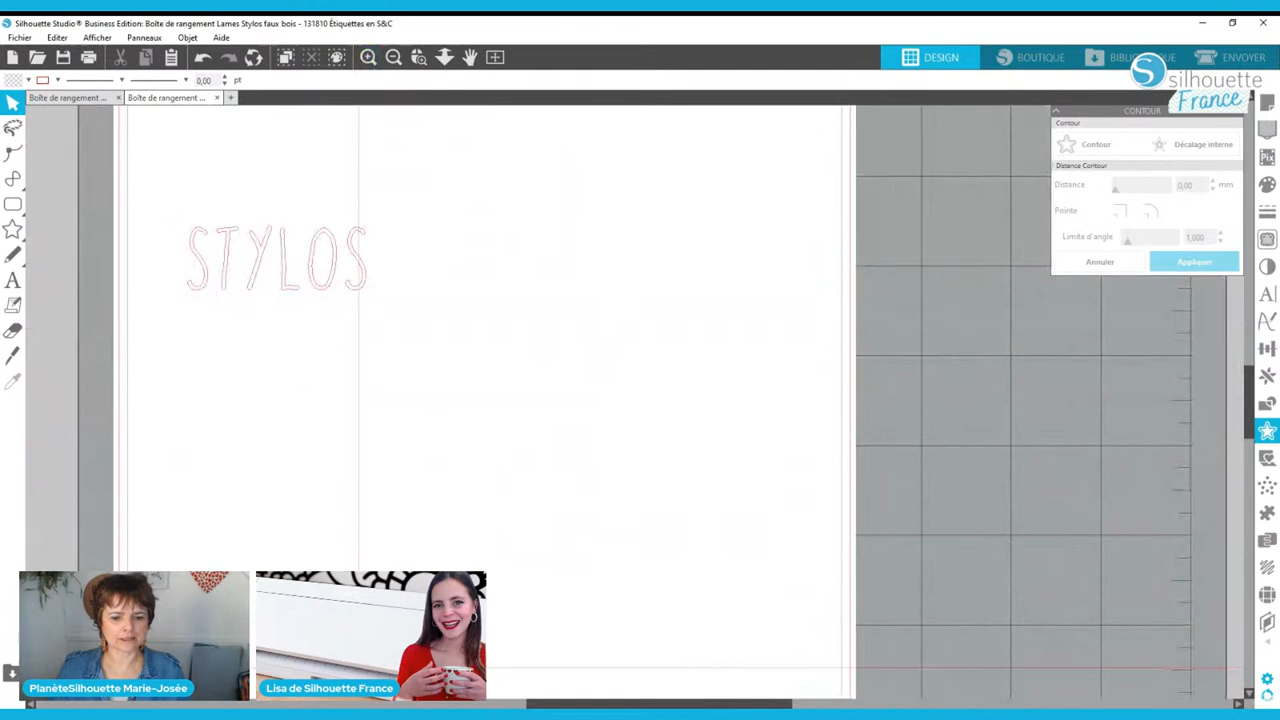 Silhouette Studio® Business Edition: Boîte de rangement Lames Stylos faux bois - 131810 Étiquettes en S&C
Fichier Editer Afficher Panneaux Objet Aide
DESIGN BOUTIQUE ENVOYER
0,00 pt
silhouette
France
Boîte de rangement ... Boîte de rangement ...
CONTOUR
Contour
Contour Décalage interne
Distance Contour
Distance 0,00 mm
Pointe
Limite d'angle 1,000
Annuler Appliquer
STYLOS
PlanèteSilhouette Marie-Josée
Lisa de Silhouette France